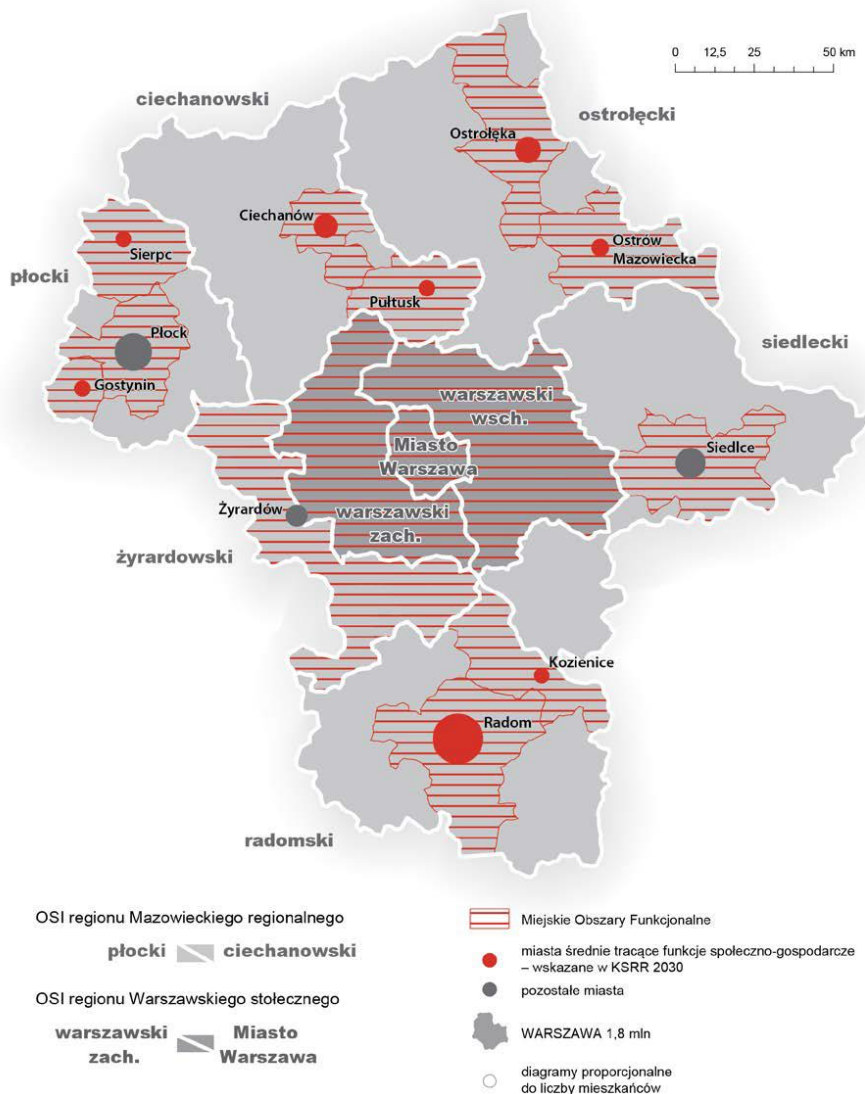 0 12,5 25 50 km
ciechanowski
ostrołęcki
Ostrołęka
Ciechanów
Ostrów
Mazowiecka
Sierpc
płocki
Pułtusk
Płock
siedlecki
Gostynin
warszawski
wsch.
Miasto
Warszawa
Siedlce
Żyrardów
warszawski
zach.
żyrardowski
Kozienice
Radom
radomski
OSI regionu Mazowieckiego regionalnego
płocki ciechanowski
OSI regionu Warszawskiego stołecznego
warszawski
zach.
Miasto
Warszawa
Miejskie Obszary Funkcjonalne
miasta średnie tracące funkcje społeczno-gospodarcze
– wskazane w KSRR 2030
pozostałe miasta
WARSZAWA 1,8 mln
diagramy proporcjonalne
do liczby mieszkańców